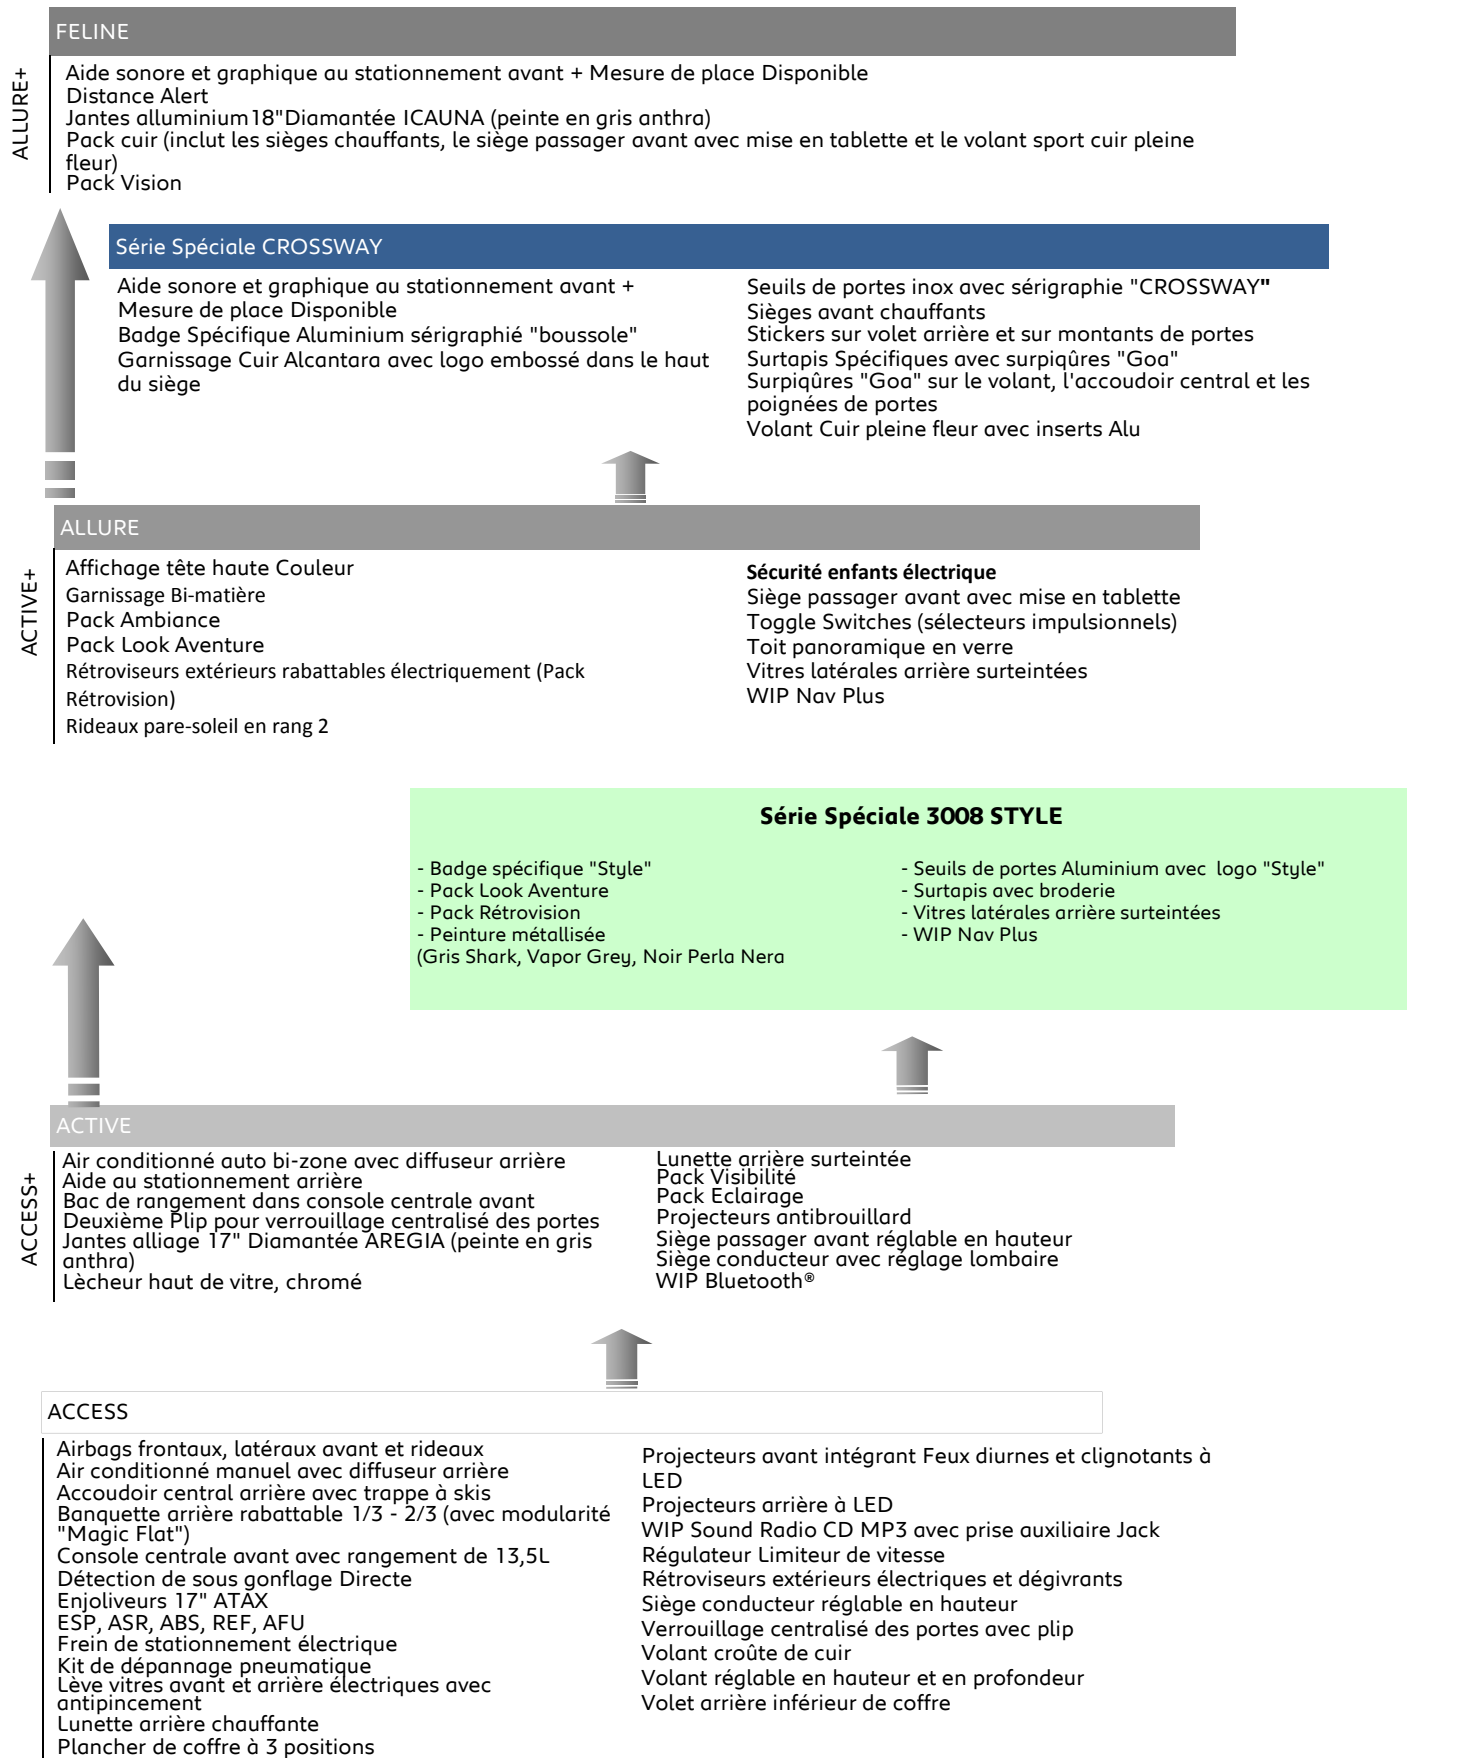 FELINE
ALLURE+
Aide sonore et graphique au stationnement avant + Mesure de place Disponible
Distance Alert
Jantes alluminium18"Diamantée ICAUNA (peinte en gris anthra)
Pack cuir (inclut les sièges chauffants, le siège passager avant avec mise en tablette et le volant sport cuir pleine
fleur)
Pack Vision
Série Spéciale CROSSWAY
Aide sonore et graphique au stationnement avant +
Mesure de place Disponible
Badge Spécifique Aluminium sérigraphié "boussole"
Garnissage Cuir Alcantara avec logo embossé dans le haut
du siège
Seuils de portes inox avec sérigraphie "CROSSWAY"
Sièges avant chauffants
Stickers sur volet arrière et sur montants de portes
Surtapis Spécifiques avec surpiqûres "Goa"
Surpiqûres "Goa" sur le volant, l'accoudoir central et les
poignées de portes
Volant Cuir pleine fleur avec inserts Alu
ALLURE
ACTIVE+
Affichage tête haute Couleur
Garnissage Bi-matière
Pack Ambiance
Pack Look Aventure
Rétroviseurs extérieurs rabattables électriquement (Pack
Rétrovision)
Rideaux pare-soleil en rang 2
Sécurité enfants électrique
Siège passager avant avec mise en tablette
Toggle Switches (sélecteurs impulsionnels)
Toit panoramique en verre
Vitres latérales arrière surteintées
WIP Nav Plus
Série Spéciale 3008 STYLE
- Badge spécifique "Style"
- Pack Look Aventure
- Pack Rétrovision
- Peinture métallisée
(Gris Shark, Vapor Grey, Noir Perla Nera
- Seuils de portes Aluminium avec  logo "Style"
- Surtapis avec broderie
- Vitres latérales arrière surteintées
- WIP Nav Plus
ACTIVE
ACCESS+
Air conditionné auto bi-zone avec diffuseur arrière
Aide au stationnement arrière
Bac de rangement dans console centrale avant
Deuxième Plip pour verrouillage centralisé des portes
Jantes alliage 17" Diamantée AREGIA (peinte en gris
anthra)
Lècheur haut de vitre, chromé
Lunette arrière surteintée
Pack Visibilité
Pack Eclairage
Projecteurs antibrouillard
Siège passager avant réglable en hauteur
Siège conducteur avec réglage lombaire
WIP Bluetooth®
ACCESS
Airbags frontaux, latéraux avant et rideaux
Air conditionné manuel avec diffuseur arrière
Accoudoir central arrière avec trappe à skis
Banquette arrière rabattable 1/3 - 2/3 (avec modularité
"Magic Flat")
Console centrale avant avec rangement de 13,5L
Détection de sous gonflage Directe
Enjoliveurs 17" ATAX
ESP, ASR, ABS, REF, AFU
Frein de stationnement électrique
Kit de dépannage pneumatique
Lève vitres avant et arrière électriques avec
antipincement
Lunette arrière chauffante
Plancher de coffre à 3 positions
Projecteurs avant intégrant Feux diurnes et clignotants à
LED
Projecteurs arrière à LED
WIP Sound Radio CD MP3 avec prise auxiliaire Jack
Régulateur Limiteur de vitesse
Rétroviseurs extérieurs électriques et dégivrants
Siège conducteur réglable en hauteur
Verrouillage centralisé des portes avec plip
Volant croûte de cuir
Volant réglable en hauteur et en profondeur
Volet arrière inférieur de coffre